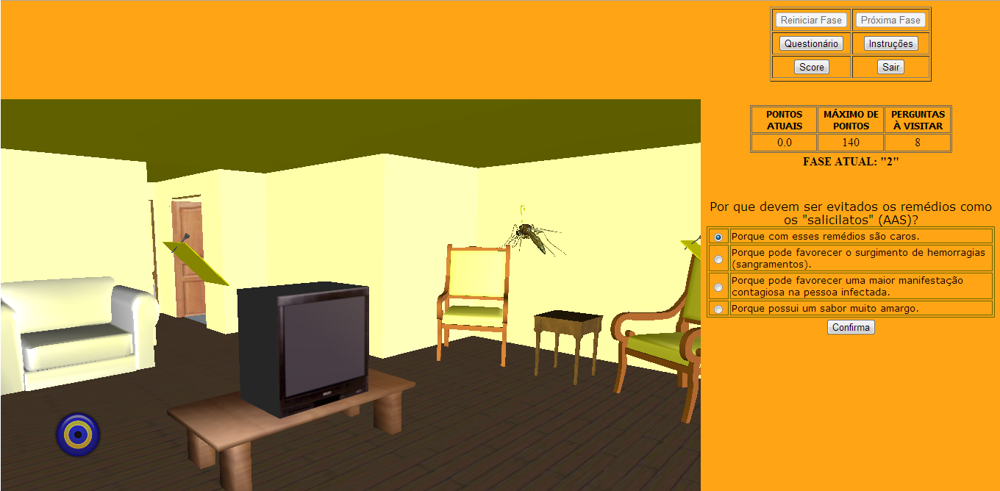 Reiniciar Fase
Próxima Fase
Questionário
Instruções
Score
Sair
PONTOS ATUAIS
MÁXIMO DE PONTOS
PERGUNTAS À VISITAR
0.0
140
8
FASE ATUAL: "2"
Por que devem ser evitados os remédios como
os "salicilatos" (AAS)?
Porque com esses remédios são caros.
Porque pode favorecer o surgimento de hemorragias
(sangramentos).
Porque pode favorecer uma maior manifestação
contagiosa na pessoa infectada.
Porque possui um sabor muito amargo.
Confirma